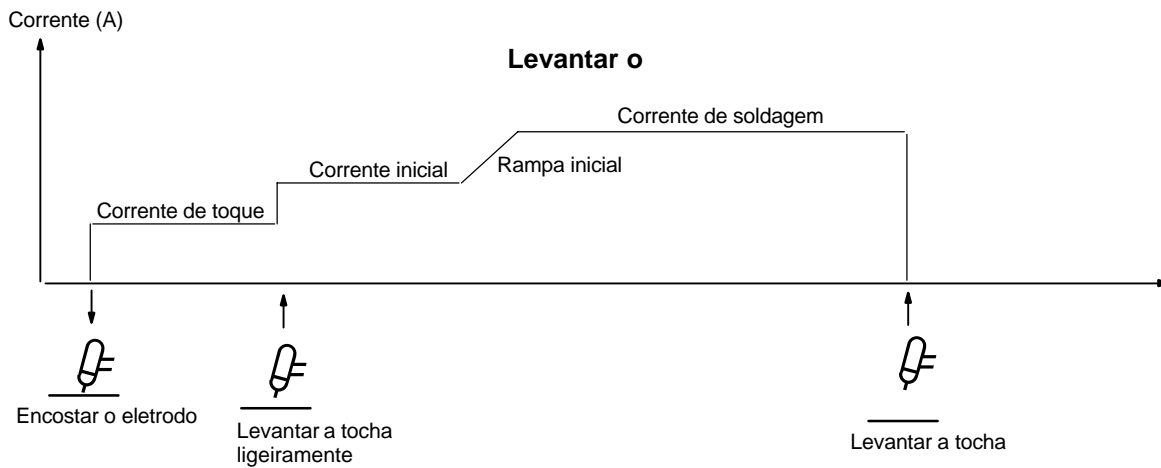 Corrente (A)
Levantar o
Corrente de soldagem
Corrente inicial
Rampa inicial
Corrente de toque
Encostar o eletrodo
Levantar a tocha
ligeiramente
Levantar a tocha